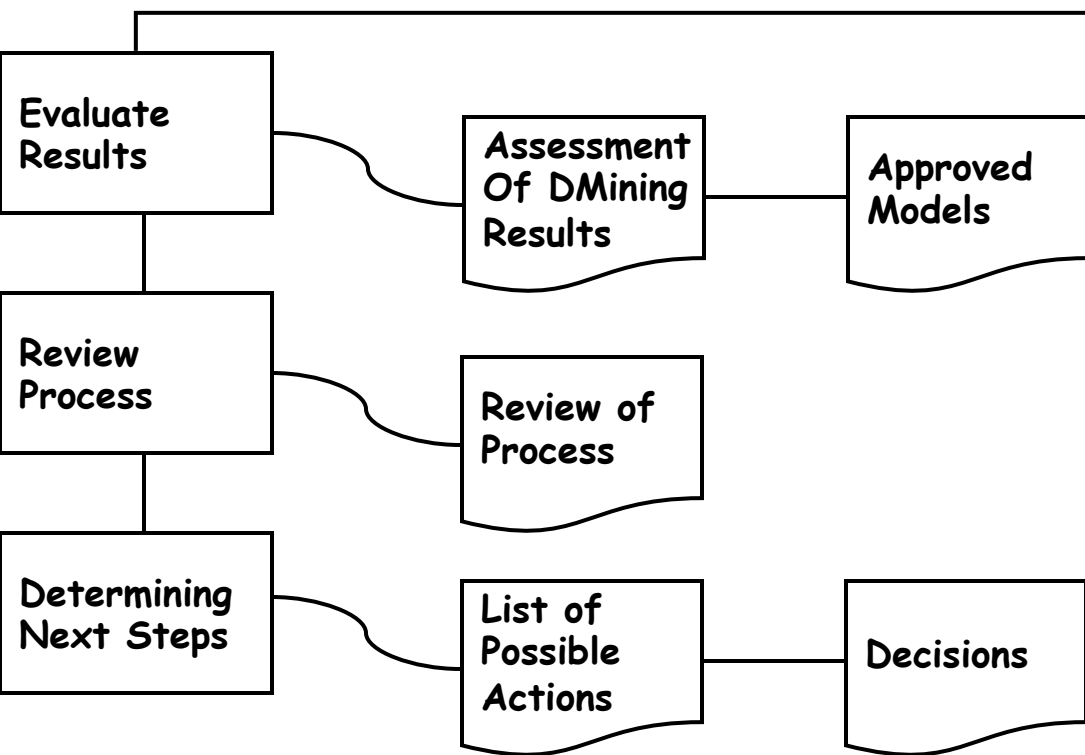 Evaluate
Results
Assessment
Of DMining
Results
Approved
Models
Review
Process
Review of
Process
Determining
Next Steps
List of
Possible
Actions
Decisions